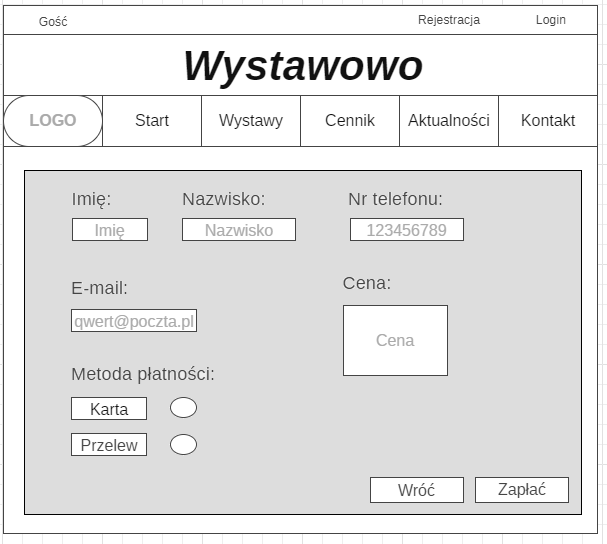 Gość Rejestracja Login
Wystawowo
LOGO Start Wystawy Cennik Aktualności Kontakt
Imię: Nazwisko: Nr telefonu:
Imię Nazwisko 123456789
E-mail: Cena:
qwert@poczta.pl
Cena
Metoda płatności:
Karta
Przelew
Wróć Zapłać